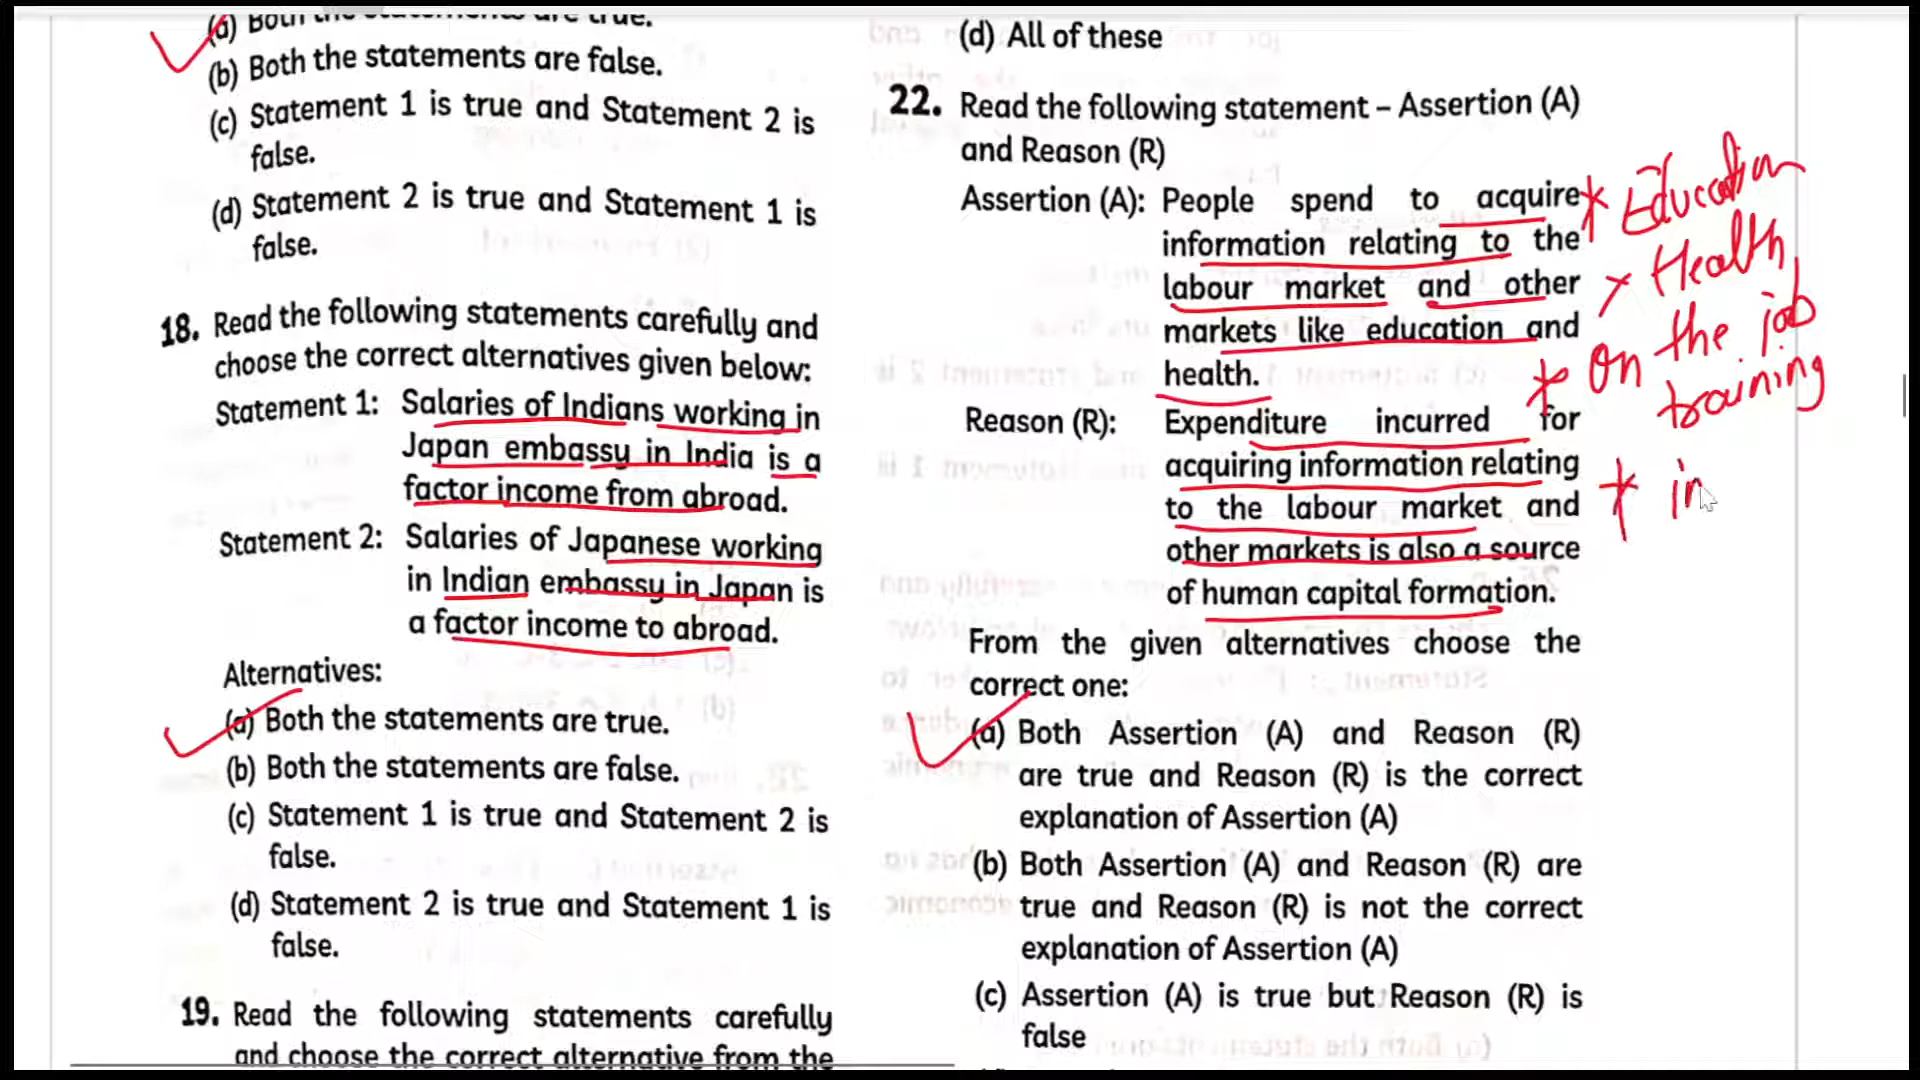 (a) Both the statements are true.
(b) Both the statements are false.
(c) Statement 1 is true and Statement 2 is
false.
(d) Statement 2 is true and Statement 1 is
false.
18. Read the following statements carefully and
choose the correct alternatives given below:
Statement 1: Salaries of Indians working in
Japan embassy in India is a
factor income from abroad.
Statement 2: Salaries of Japanese working
in Indian embassy in Japan is
a factor income to abroad.
Alternatives:
(a) Both the statements are true.
(b) Both the statements are false.
(c) Statement 1 is true and Statement 2 is
false.
(d) Statement 2 is true and Statement 1 is
false.
19. Read the following statements carefully
and choose the correct alternative from the
(d) All of these
22. Read the following statement – Assertion (A)
and Reason (R)
Assertion (A): People spend to acquire
information relating to the
labour market and other
markets like education and
health.
Reason (R): Expenditure incurred for
acquiring information relating
to the labour market and
other markets is also a source
of human capital formation.
From the given alternatives choose the
correct one:
(a) Both Assertion (A) and Reason (R)
are true and Reason (R) is the correct
explanation of Assertion (A)
(b) Both Assertion (A) and Reason (R) are
true and Reason (R) is not the correct
explanation of Assertion (A)
(c) Assertion (A) is true but Reason (R) is
false
* Education
* Health
* On the job
training
* in